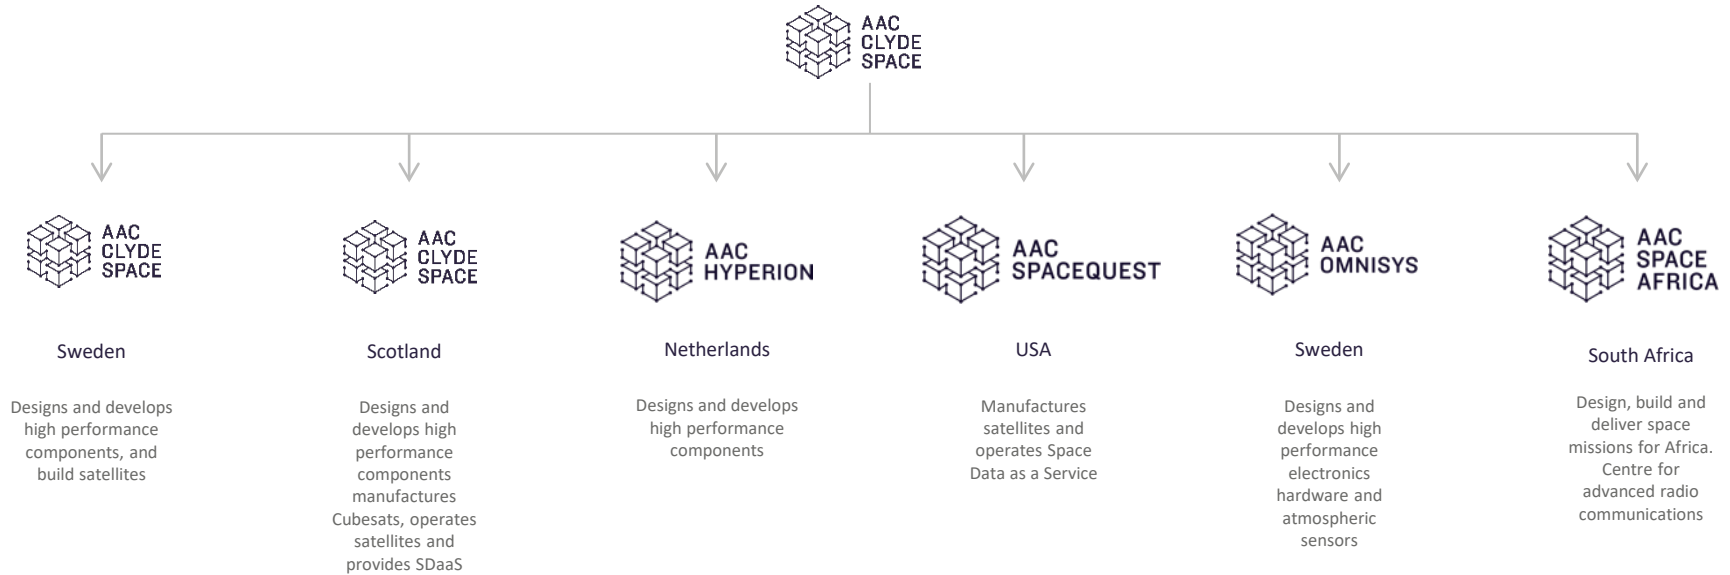 AAC
CLYDE
SPACE
AAC
CLYDE
SPACE
Sweden
Designs and develops
high performance
components, and
build satellites
AAC
CLYDE
SPACE
Scotland
Designs and
develops high
performance
components
manufactures
Cubesats, operates
satellites and
provides SDaaS
AAC
HYPERION
Netherlands
Designs and develops
high performance
components
AAC
SPACEQUEST
USA
Manufactures
satellites and
operates Space
Data as a Service
AAC
OMNISYS
Sweden
Designs and
develops high
performance
electronics
hardware and
atmospheric
sensors
AAC
SPACE
AFRICA
South Africa
Design, build and
deliver space
missions for Africa.
Centre for
advanced radio
communications